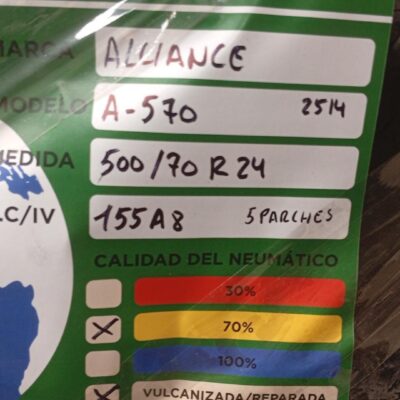 MARCA ALLIANCE
MODELO A-570 2514
MEDIDA 500/70 R24
.C/IV 155A8 5 PARCHES
CALIDAD DEL NEUMÁTICO
30%
70%
100%
VULCANIZADA/REPARADA